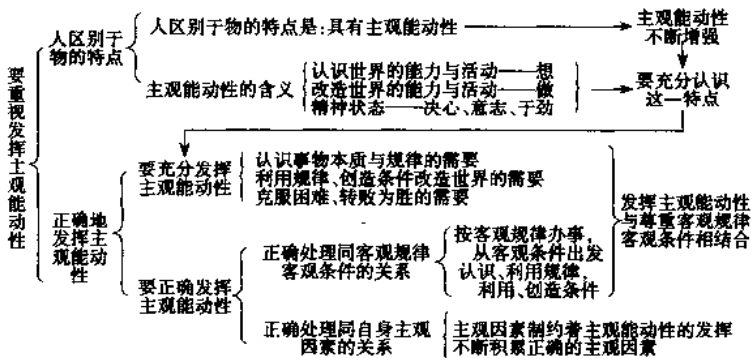 要重视发挥主观能动性
人区别于
物的特点
人区别于物的特点是：具有主观能动性
主观能动性
不断增强
主观能动性的含义
认识世界的能力与活动——想
改造世界的能力与活动——做
精神状态——决心、意志、干劲
要充分认识
这一特点
正确地
发挥主
观能动
性
要充分发挥
主观能动性
认识事物本质与规律的需要
利用规律、创造条件改造世界的需要
克服困难、转败为胜的需要
要正确发挥
主观能动性
正确处理同客观规律
客观条件的关系
按客观规律办事，
从客观条件出发
认识、利用规律，
利用、创造条件
正确处理同自身主观
因素的关系
主观因素制约着主观能动性的发挥
不断积累正确的主观因素
发挥主观能动性
与尊重客观规律
客观条件相结合